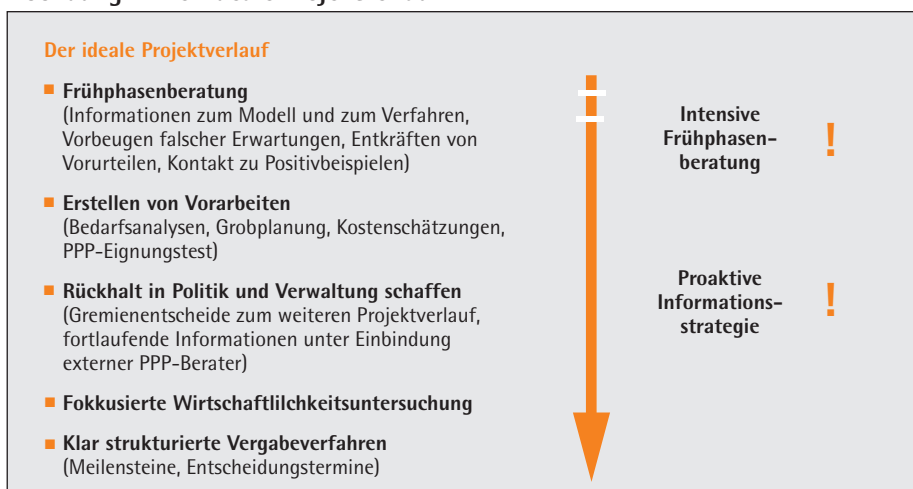 Der ideale Projektverlauf
Frühphasenberatung
(Informationen zum Modell und zum Verfahren,
Vorbeugen falscher Erwartungen, Entkräften von
Vorurteilen, Kontakt zu Positivbeispielen)
Erstellen von Vorarbeiten
(Bedarfsanalysen, Grobplanung, Kostenschätzungen,
PPP-Eignungstest)
Rückhalt in Politik und Verwaltung schaffen
(Gremienentscheide zum weiteren Projektverlauf,
fortlaufende Informationen unter Einbindung
externer PPP-Berater)
Fokkusierte Wirtschaftlilchkeitsuntersuchung
Klar strukturierte Vergabeverfahren
(Meilensteine, Entscheidungstermine)
Intensive
Frühphasen-
beratung
!
Proaktive
Informations-
strategie
!